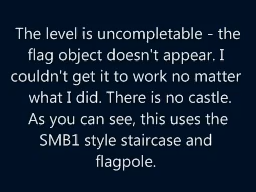 The level is uncompletable - the
flag object doesn't appear. I
couldn't get it to work no matter
what I did. There is no castle.
As you can see, this uses the
SMB1 style staircase and
flagpole.